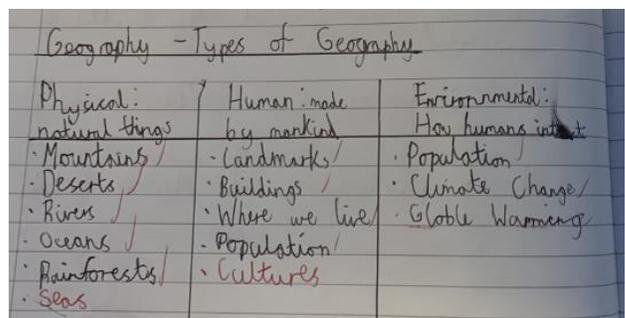 Geography - Types of Geography
Physical:
natural things
· Mountains
· Deserts
· Rivers
· Oceans
· Rainforests
· Seas
Human: made
by mankind
· Landmarks
· Buildings
· Where we live
· Population
· Cultures
Environmental:
How humans
· Population
· Climate Change
· Globle Warming